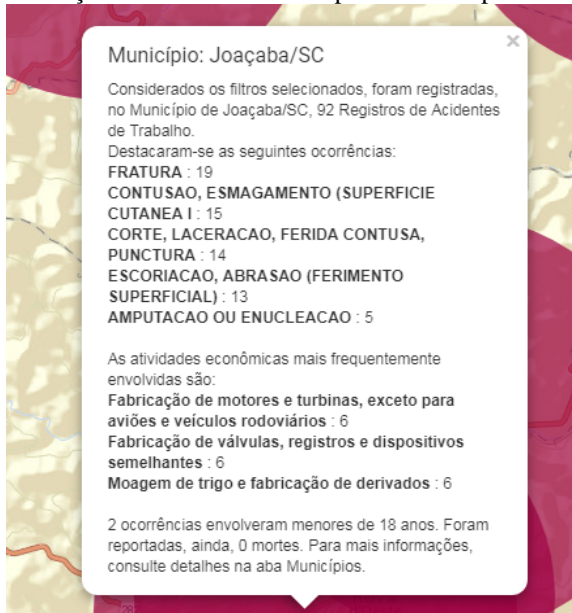 Município: Joaçaba/SC
×
Considerados os filtros selecionados, foram registradas,
no Município de Joaçaba/SC, 92 Registros de Acidentes
de Trabalho.
Destacaram-se as seguintes ocorrências:
FRATURA : 19
CONTUSAO, ESMAGAMENTO (SUPERFICIE
CUTANEA I : 15
CORTE, LACERACAO, FERIDA CONTUSA,
PUNCTURA : 14
ESCORIACAO, ABRASAO (FERIMENTO
SUPERFICIAL) : 13
AMPUTACAO OU ENUCLEACAO : 5
As atividades econômicas mais frequentemente
envolvidas são:
Fabricação de motores e turbinas, exceto para
aviões e veículos rodoviários : 6
Fabricação de válvulas, registros e dispositivos
semelhantes : 6
Moagem de trigo e fabricação de derivados : 6
2 ocorrências envolveram menores de 18 anos. Foram
reportadas, ainda, 0 mortes. Para mais informações,
consulte detalhes na aba Municípios.